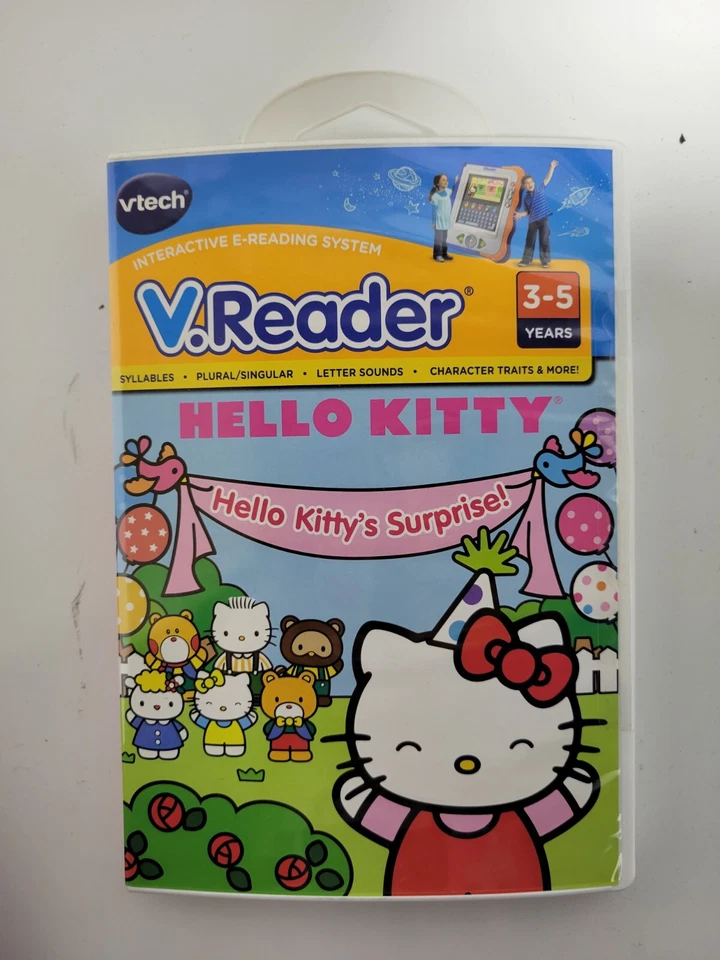 vtech®
INTERACTIVE E-READING SYSTEM
V.Reader®
3-5
YEARS
SYLLABLES • PLURAL/SINGULAR • LETTER SOUNDS • CHARACTER TRAITS & MORE!
HELLO KITTY®
Hello Kitty's Surprise!